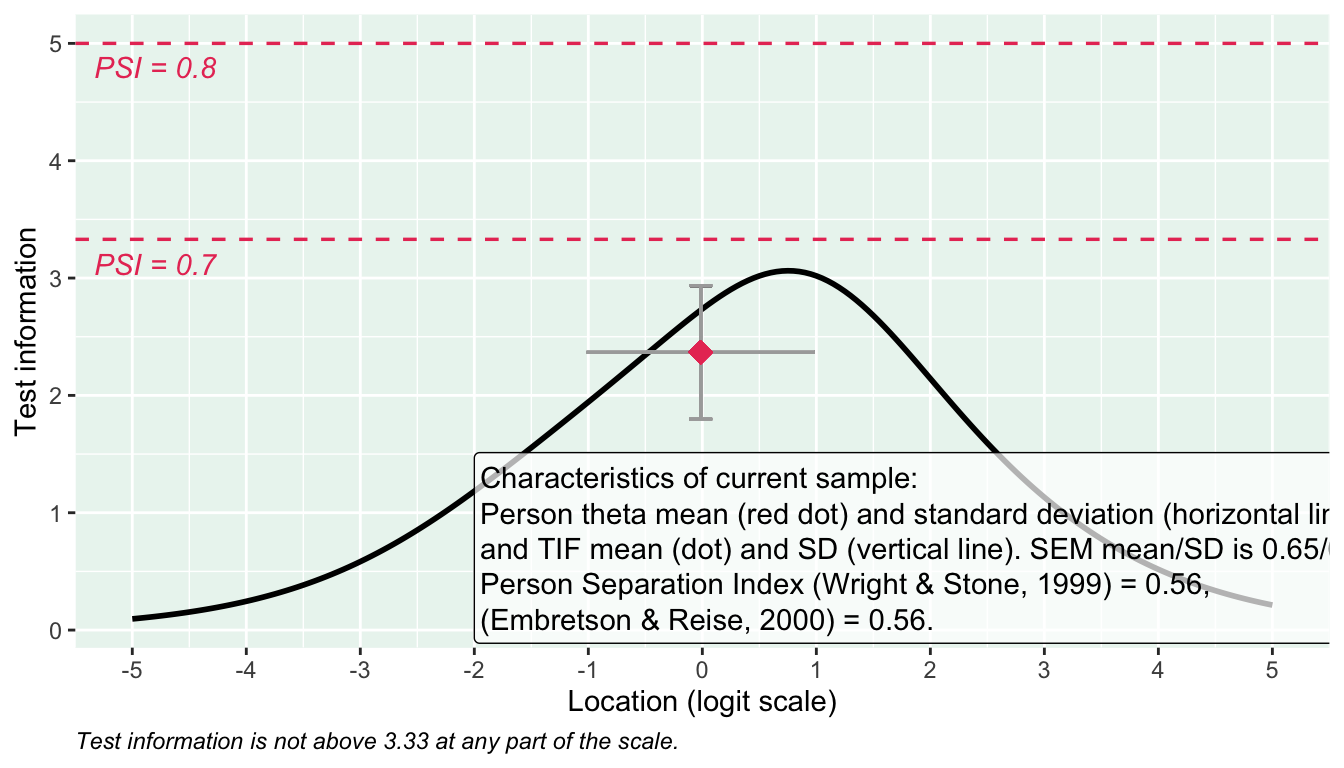 5
PSI = 0.8
4
PSI = 0.7
3
2
1
0
Test information
Characteristics of current sample:
Person theta mean (red dot) and standard deviation (horizontal
and TIF mean (dot) and SD (vertical line). SEM mean/SD is 0.65/
Person Separation Index (Wright & Stone, 1999) = 0.56,
(Embretson & Reise, 2000) = 0.56.
-5 -4 -3 -2 -1 0 1 2 3 4 5
Location (logit scale)
Test information is not above 3.33 at any part of the scale.